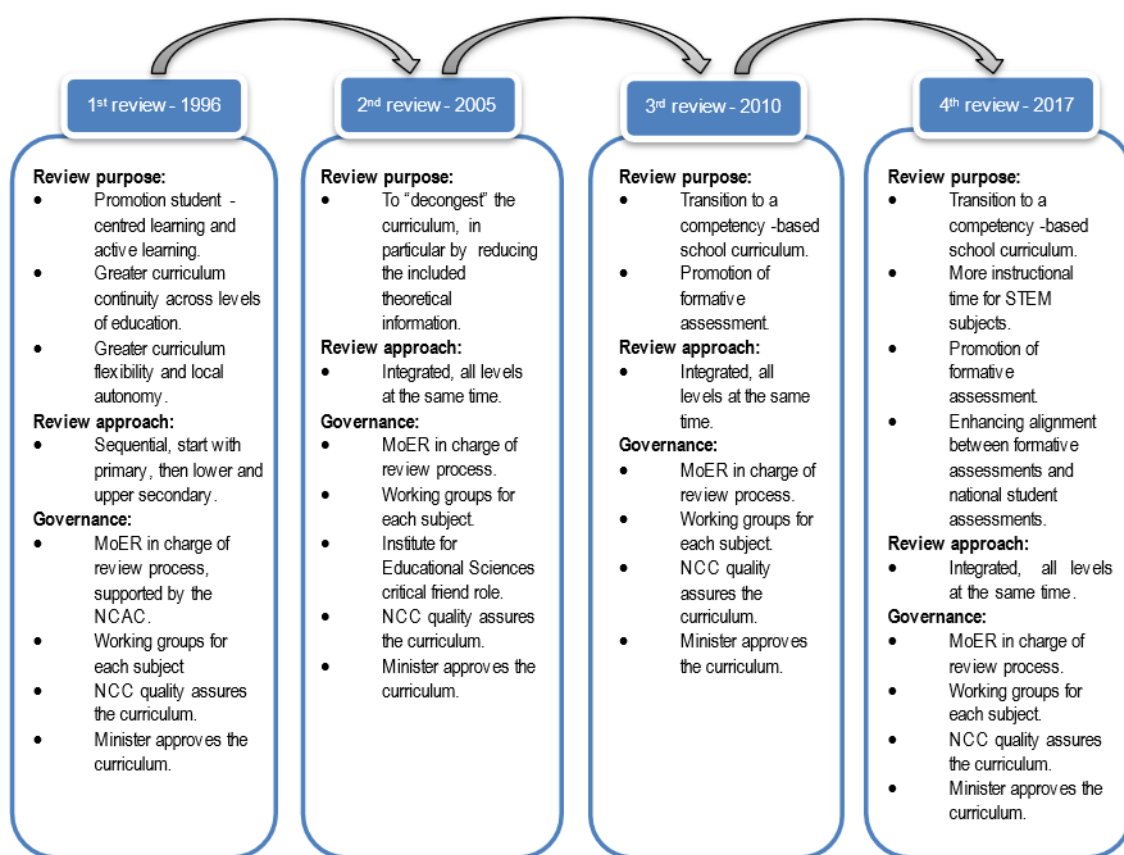 1st review - 1996
Review purpose:
• Promotion student -
centred learning and
active learning.
• Greater curriculum
continuity across levels
of education.
• Greater curriculum
flexibility and local
autonomy.
Review approach:
• Sequential, start with
primary, then lower and
upper secondary.
Governance:
• MoER in charge of
review process,
supported by the
NCAC.
• Working groups for
each subject
• NCC quality assures
the curriculum.
• Minister approves the
curriculum.
2nd review - 2005
Review purpose:
• To “decongest” the
curriculum, in
particular by reducing
the included
theoretical
information.
Review approach:
• Integrated, all levels
at the same time.
Governance:
• MoER in charge of
review process.
• Working groups for
each subject.
• Institute for
Educational Sciences
critical friend role.
• NCC quality assures
the curriculum.
• Minister approves the
curriculum.
3rd review - 2010
Review purpose:
• Transition to a
competency -based
school curriculum.
• Promotion of
formative
assessment.
Review approach:
• Integrated, all
levels at the same
time.
Governance:
• MoER in charge of
review process.
• Working groups for
each subject.
• NCC quality
assures the
curriculum.
• Minister approves
the curriculum.
4th review - 2017
Review purpose:
• Transition to a
competency -based
school curriculum.
• More instructional
time for STEM
subjects.
• Promotion of
formative
assessment.
• Enhancing alignment
between formative
assessments and
national student
assessments.
Review approach:
• Integrated, all levels
at the same time.
Governance:
• MoER in charge of
review process.
• Working groups for
each subject.
• NCC quality assures
the curriculum.
• Minister approves the
curriculum.